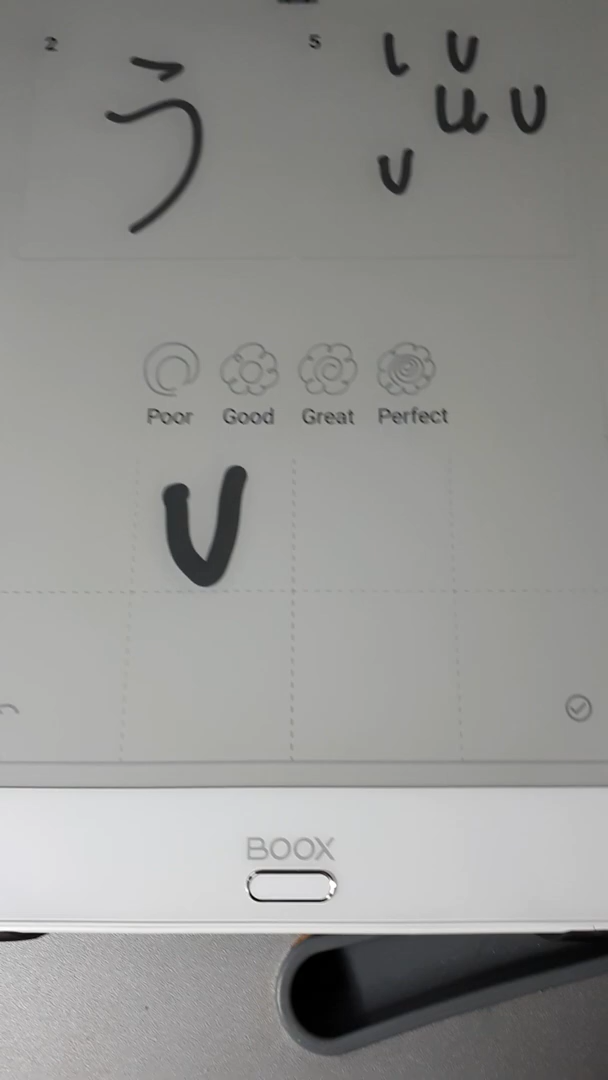 2 5
う
ι υ
u υ
υ
Poor Good Great Perfect
υ
BOOX